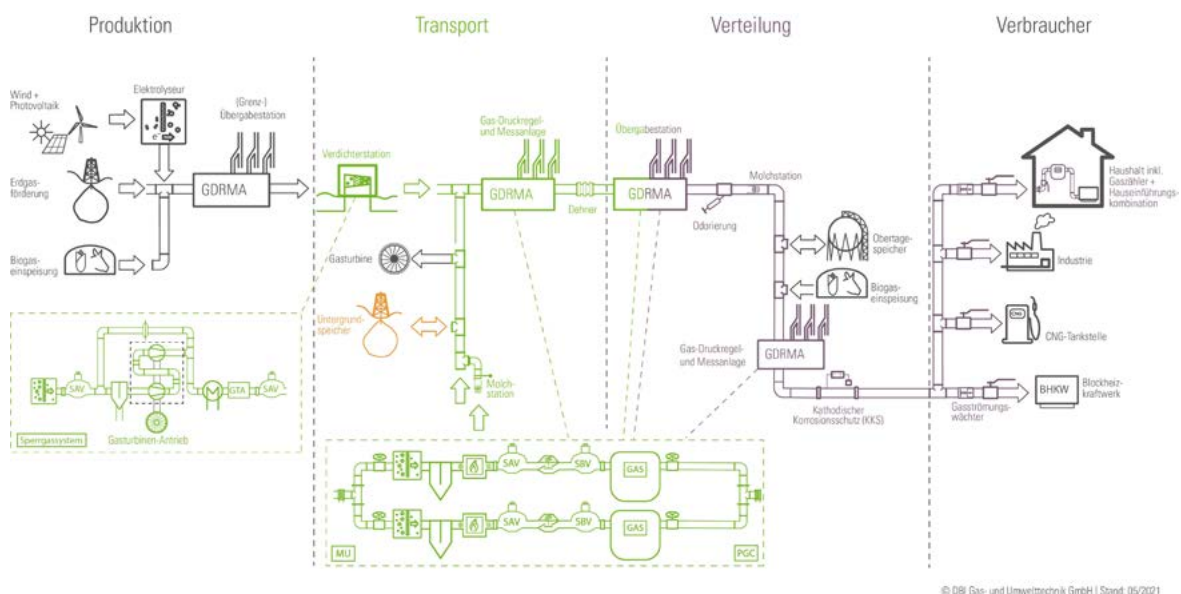 Produktion
Transport
Verteilung
Verbraucher
Wind +
Photovoltaik
Elektrolyseur
(Grenz-)
Übergabestation
Erdgas-
förderung
GDRMA
Biogas-
einspeisung
Verdichterstation
Gas-Druckregel-
und Messanlage
GDRMA
Dehner
Gasturbine
Untergrund-
speicher
Molch-
station
Übergabestation
GDRMA
Molchstation
Odorierung
Obertage-
speicher
Biogas-
einspeisung
Gas-Druckregel-
und Messanlage
GDRMA
Kathodischer
Korrosionsschutz (KKS)
Haushalt inkl.
Gaszähler +
Hauseinführungs-
kombination
Industrie
CNG
CNG-Tankstelle
Gasströmungs-
wächter
BHKW
Blockheiz-
kraftwerk
SAV
GTA
SAV
Sperrgassystem
Gasturbinen-Antrieb
SAV
SBV
GAS
SAV
SBV
GAS
MU
PGC
© DBI Gas- und Umwelttechnik GmbH | Stand: 05/2021